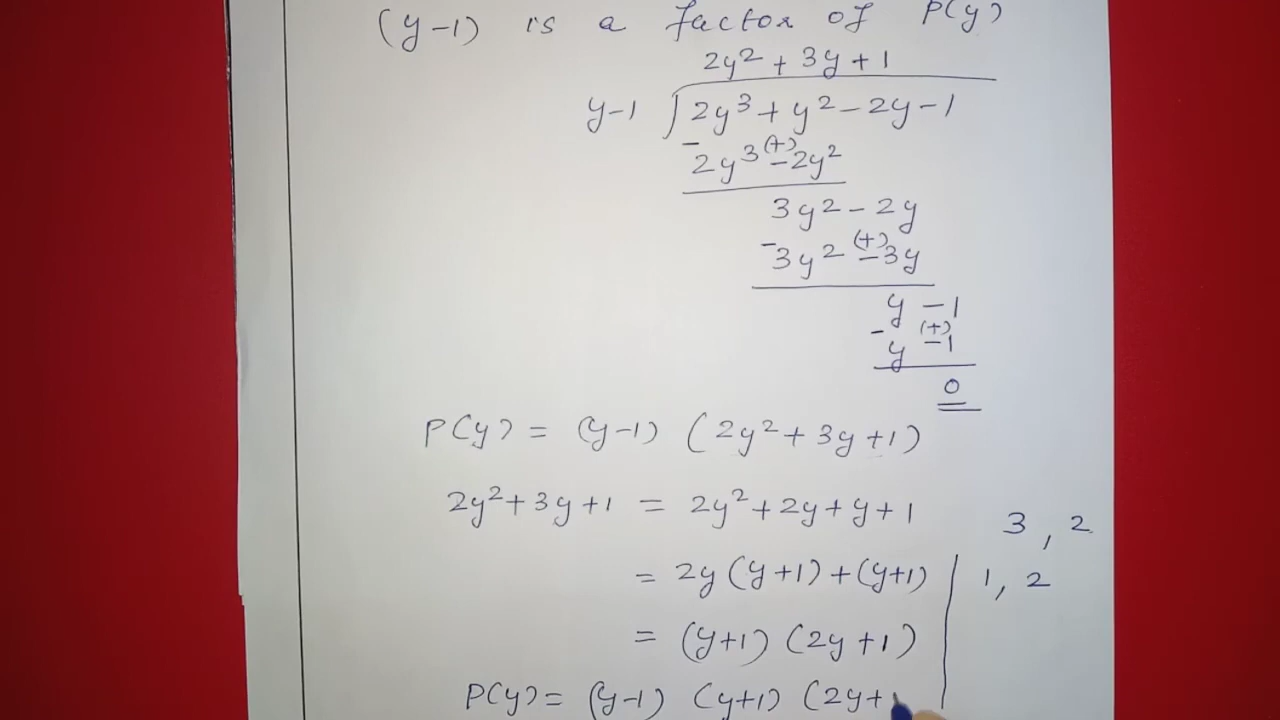 (y-1) is a factor of P(y)
2y² + 3y + 1
y-1 ) 2y³ + y² - 2y - 1
- (+)
2y³ - 2y²
3y² - 2y
- (+)
3y² - 3y
y - 1
- (+)
y - 1
0
P(y) = (y-1) (2y² + 3y + 1)
2y² + 3y + 1 = 2y² + 2y + y + 1
3, 2
= 2y (y+1) + (y+1) | 1, 2
= (y+1) (2y+1)
P(y) = (y-1) (y+1) (2y+